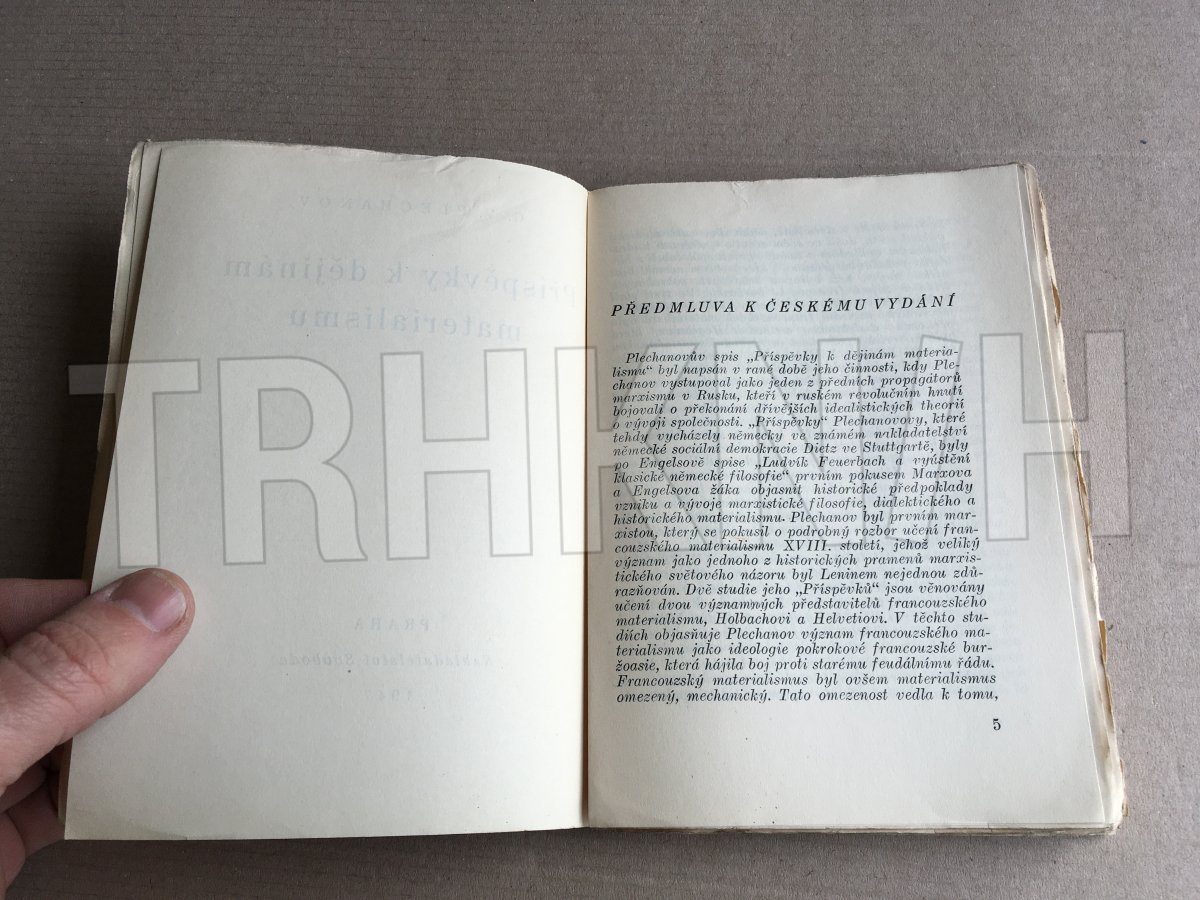 PLECHANOV
Příspěvky k dějinám
materialismu
PRAHA
Nakladatelství Svoboda
PŘEDMLUVA K ČESKÉMU VYDÁNÍ
Plechanovův spis „Příspěvky k dějinám materia-
lismu“ byl napsán v rané době jeho činnosti, kdy Ple-
chanov vystupoval jako jeden z předních propagátorů
marxismu v Rusku, kteří v ruském revolučním hnutí
bojovali o překonání dřívějších idealistických theorií
o vývoji společnosti. „Příspěvky“ Plechanovovy, které
tehdy vycházely německy ve známém nakladatelství
německé sociální demokracie Dietz ve Stuttgartě, byly
po Engelsově spise „Ludvík Feuerbach a vyústění
klasické německé filosofie“ prvním pokusem Marxova
a Engelsova žáka objasnit historické předpoklady
vzniku a vývoje marxistické filosofie, dialektického a
historického materialismu. Plechanov byl prvním mar-
xistou, který se pokusil o podrobný rozbor učení fran-
couzského materialismu XVIII. století, jehož veliký
význam jako jednoho z historických pramenů marxis-
tického světového názoru byl Leninem nejednou zdů-
razňován. Dvě studie jeho „Příspěvků“ jsou věnovány
učení dvou významných představitelů francouzského
materialismu, Holbachovi a Helvetiovi. V těchto stu-
diích objasňuje Plechanov význam francouzského ma-
terialismu jako ideologie pokrokové francouzské bur-
žoasie, která hájila boj proti starému feudálnímu řádu.
Francouzský materialismus byl ovšem materialismus
omezený, mechanický. Tato omezenost vedla k tomu,
5
TRHKNIH